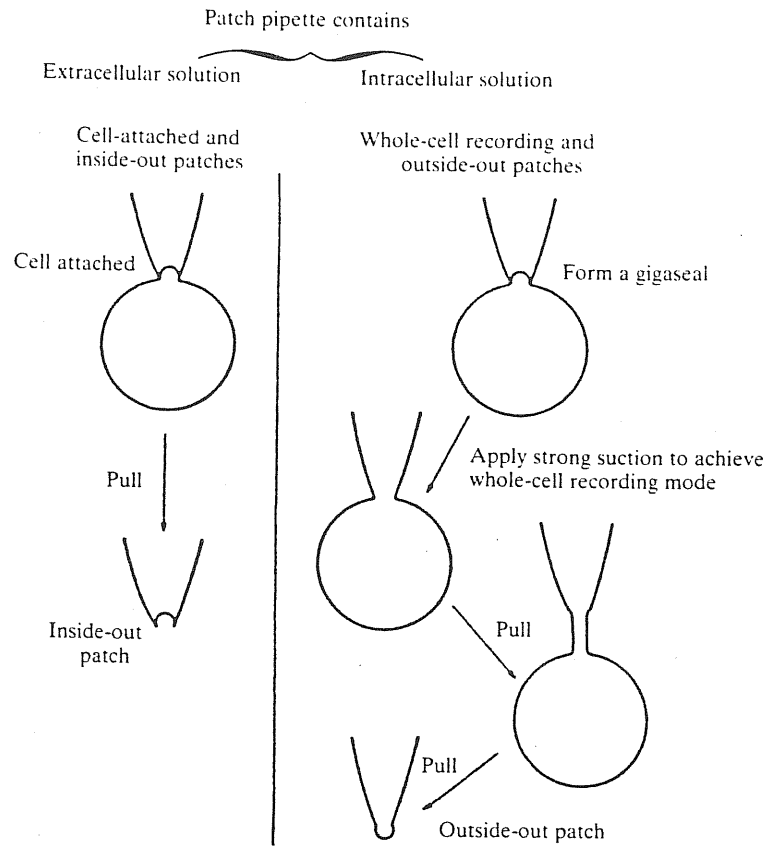 Patch pipette contains
Extracellular solution
Intracellular solution
Cell-attached and
inside-out patches
Whole-cell recording and
outside-out patches
Cell attached
Form a gigaseal
Pull
Apply strong suction to achieve
whole-cell recording mode
Inside-out
patch
Pull
Pull
Outside-out patch